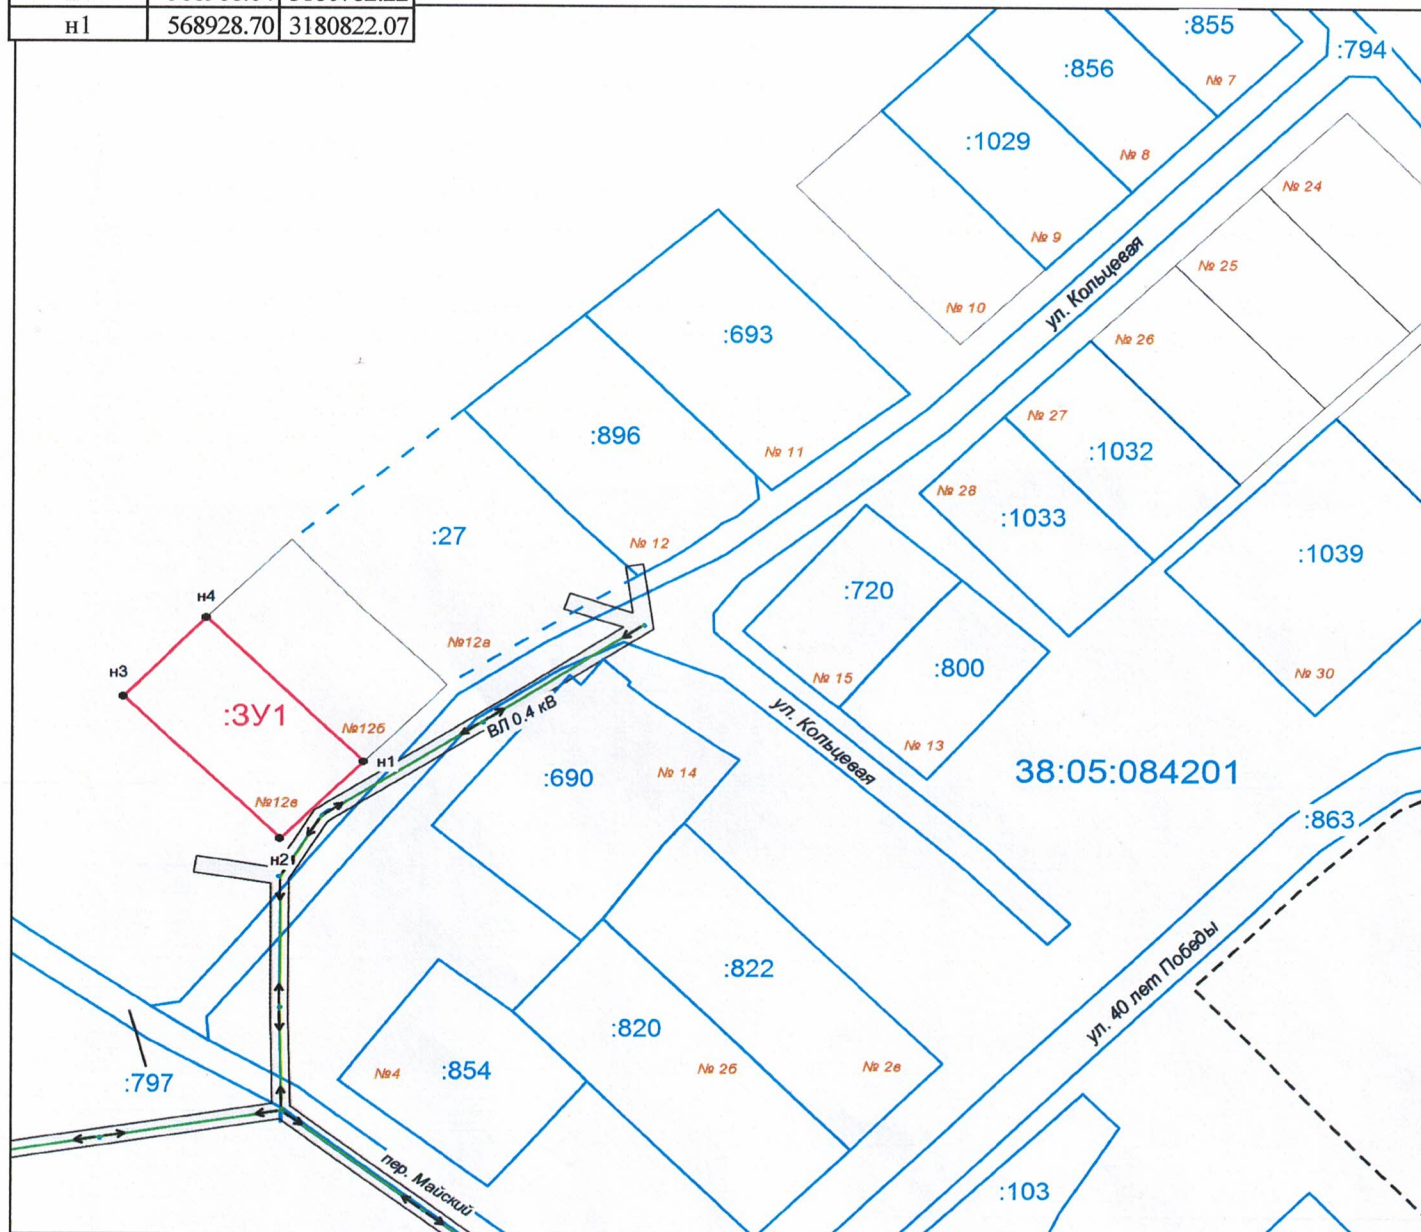 н1 568928.70 3180822.07
:855
:794
:856
№ 7
:1029
№ 8
№ 24
№ 9
ул. Кольцевая
№ 25
№ 10
:693
№ 26
№ 27
:896
№ 11
:1032
№ 28
:1033
:27
№ 12
:1039
:720
н4
№12а
н3
:800
№ 15
№ 30
:ЗУ1
№12б
ВЛ 0.4 кВ
ул. Кольцевая
№ 13
н1
:690
№ 14
38:05:084201
№12в
:863
н2
ул. 40 лет Победы
:822
:820
№ 2б
№ 2в
:797
№4
:854
пер. Майский
:103